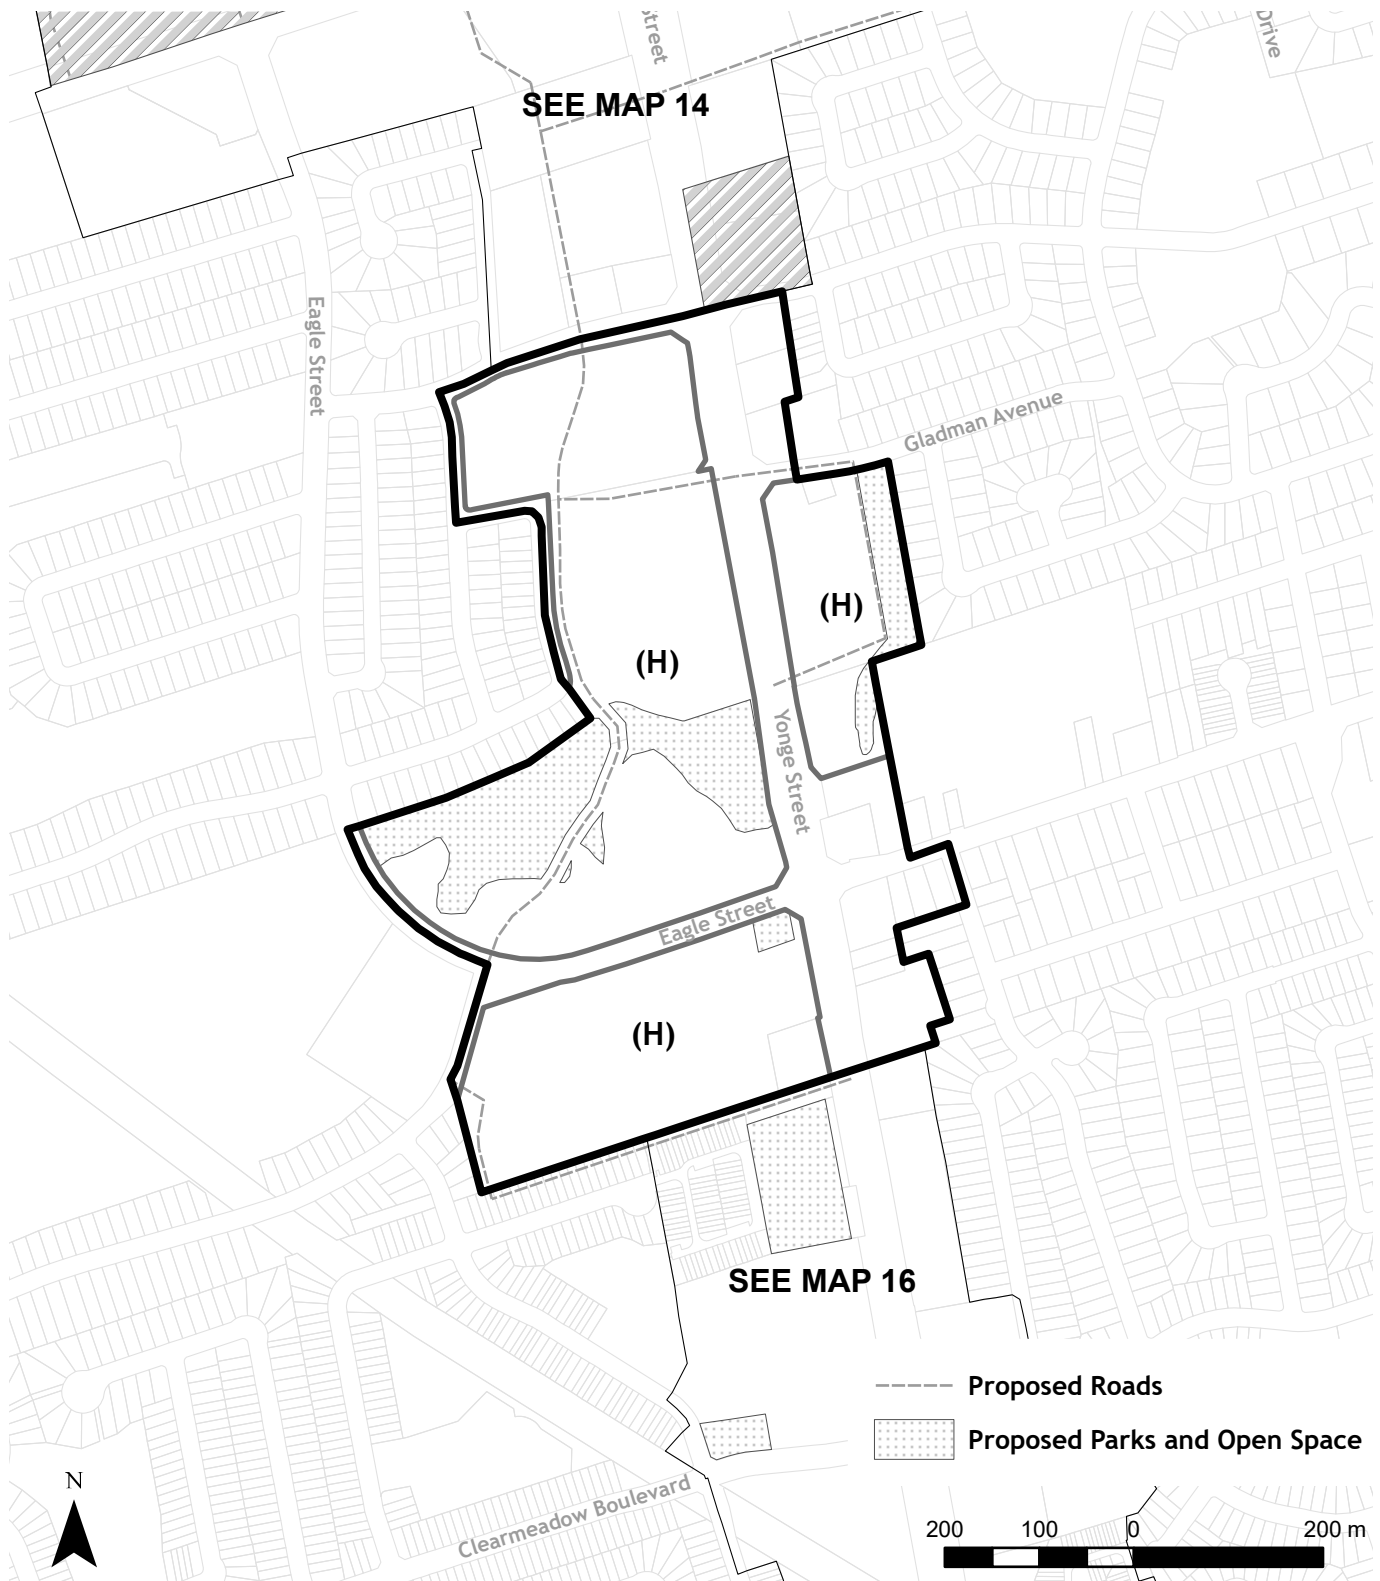 Street
Drive
SEE MAP 14
Eagle Street
Gladman Avenue
(H)
(H)
Yonge Street
Eagle Street
(H)
SEE MAP 16
Proposed Roads
Proposed Parks and Open Space
N
Clearmeadow Boulevard
200 100 0 200 m